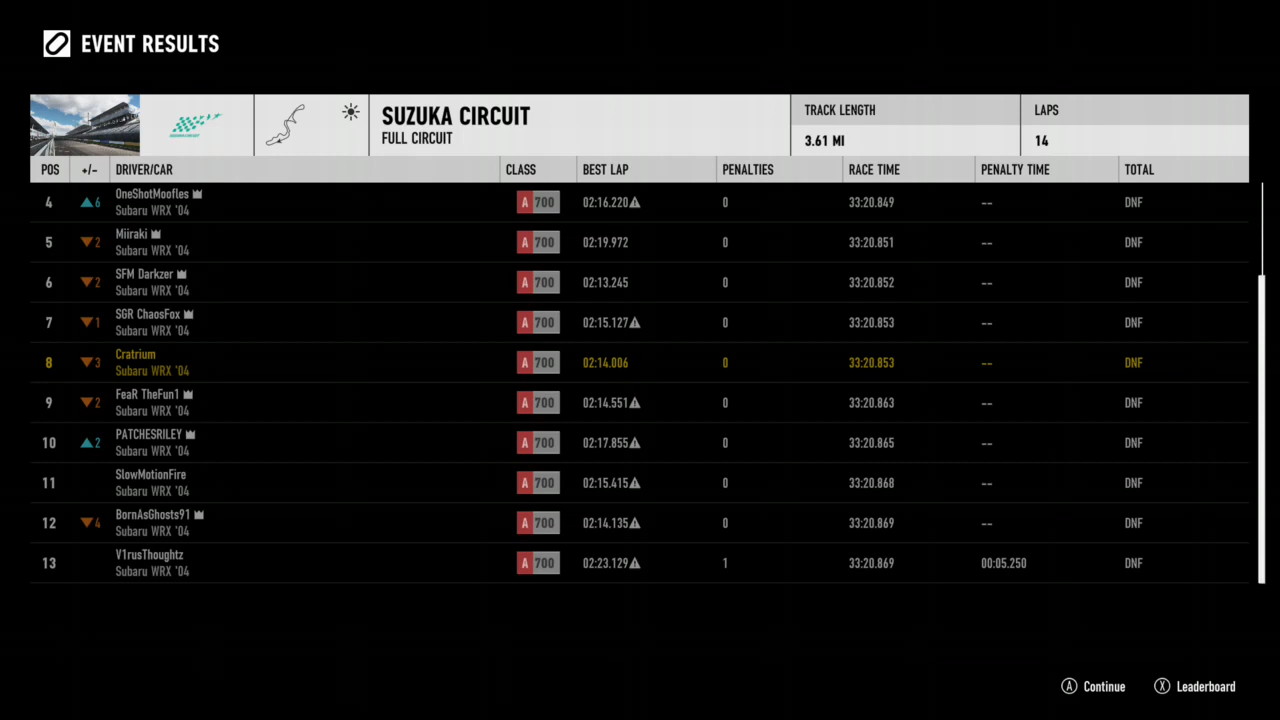 EVENT RESULTS
SUZUKA CIRCUIT
FULL CIRCUIT
TRACK LENGTH
3.61 MI
LAPS
14
POS +/- DRIVER/CAR CLASS BEST LAP PENALTIES RACE TIME PENALTY TIME TOTAL
4 6 OneShotMoofles A 700 02:16.220 0 33:20.849 -- DNF
Subaru WRX '04
5 2 Miiraki A 700 02:19.972 0 33:20.851 -- DNF
Subaru WRX '04
6 2 SFM Darkzer A 700 02:13.245 0 33:20.852 -- DNF
Subaru WRX '04
7 1 SGR ChaosFox A 700 02:15.127 0 33:20.853 -- DNF
Subaru WRX '04
8 3 Cratrium A 700 02:14.006 0 33:20.853 -- DNF
Subaru WRX '04
9 2 FeaR TheFun1 A 700 02:14.551 0 33:20.863 -- DNF
Subaru WRX '04
10 2 PATCHESRILEY A 700 02:17.855 0 33:20.865 -- DNF
Subaru WRX '04
11 SlowMotionFire A 700 02:15.415 0 33:20.868 -- DNF
Subaru WRX '04
12 4 BornAsGhosts91 A 700 02:14.135 0 33:20.869 -- DNF
Subaru WRX '04
13 V1rusThoughtz A 700 02:23.129 1 33:20.869 00:05.250 DNF
Subaru WRX '04
A Continue X Leaderboard